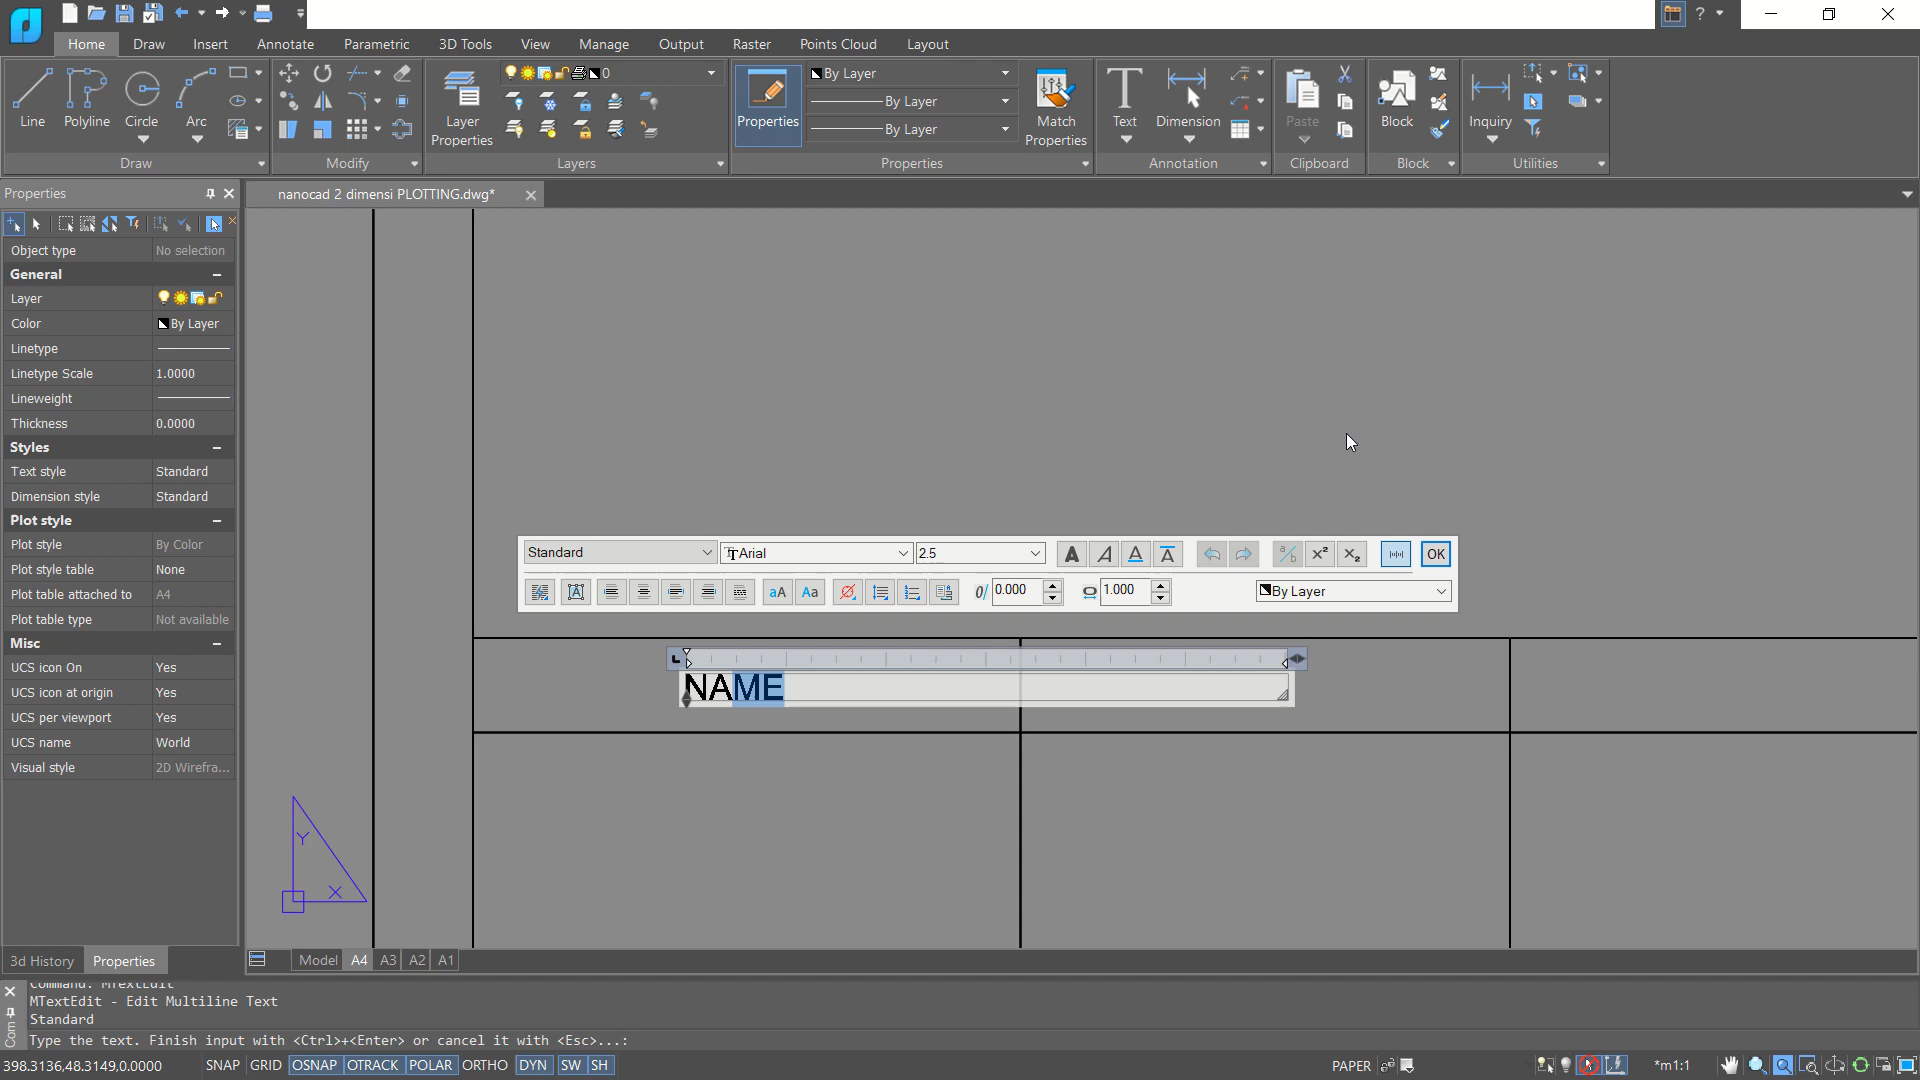 0
?
Home Draw Insert Annotate Parametric 3D Tools View Manage Output Raster Points Cloud Layout
By Layer
By Layer
By Layer
Line Polyline Circle Arc
Layer Properties
Properties
Match Properties
Text Dimension
Paste
Block
Inquiry
Draw Modify Layers Properties Annotation Clipboard Block Utilities
Properties
nanocad 2 dimensi PLOTTING.dwg*
Object type No selection
General
Layer
Color By Layer
Linetype
Linetype Scale 1.0000
Lineweight
Thickness 0.0000
Styles
Text style Standard
Dimension style Standard
Plot style
Plot style By Color
Plot style table None
Plot table attached to A4
Plot table type Not available
Misc
UCS icon On Yes
UCS icon at origin Yes
UCS per viewport Yes
UCS name World
Visual style 2D Wirefra...
Standard Arial 2.5 OK
0.000 1.000 By Layer
NAME
Y
X
3d History Properties
Model A4 A3 A2 A1
Command: MTextEdit
MTextEdit - Edit Multiline Text
Standard
Type the text. Finish input with <Ctrl>+<Enter> or cancel it with <Esc>...:
Com
398.3136,48.3149,0.0000 SNAP GRID OSNAP OTRACK POLAR ORTHO DYN SW SH PAPER *m1:1